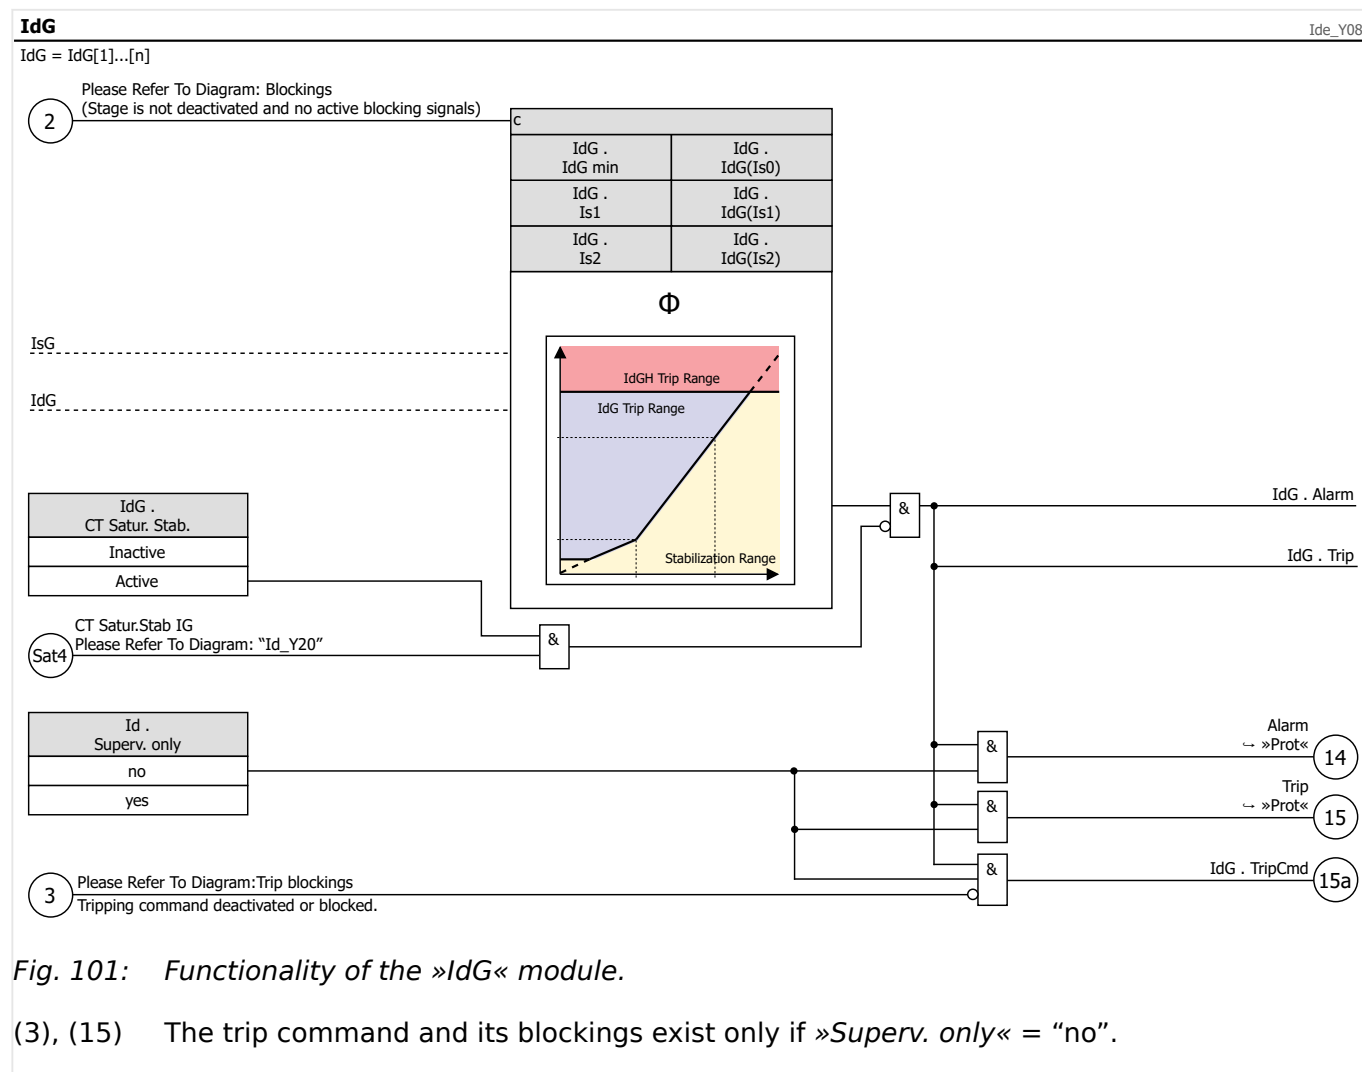 IdG
Ide_Y08
IdG = IdG[1]...[n]
Please Refer To Diagram: Blockings
(Stage is not deactivated and no active blocking signals)
2
c
IdG .
IdG min
IdG .
IdG(Is0)
IdG .
Is1
IdG .
IdG(Is1)
IdG .
Is2
IdG .
IdG(Is2)
Φ
IsG
IdG
IdGH Trip Range
IdG Trip Range
Stabilization Range
IdG .
CT Satur. Stab.
Inactive
Active
&
IdG . Alarm
IdG . Trip
CT Satur.Stab IG
Please Refer To Diagram: “Id_Y20”
Sat4
&
Id .
Superv. only
no
yes
&
Alarm
↪ »Prot«
14
&
Trip
↪ »Prot«
15
&
IdG . TripCmd
15a
3
Please Refer To Diagram:Trip blockings
Tripping command deactivated or blocked.
Fig. 101: Functionality of the »IdG« module.
(3), (15) The trip command and its blockings exist only if »Superv. only« = “no”.